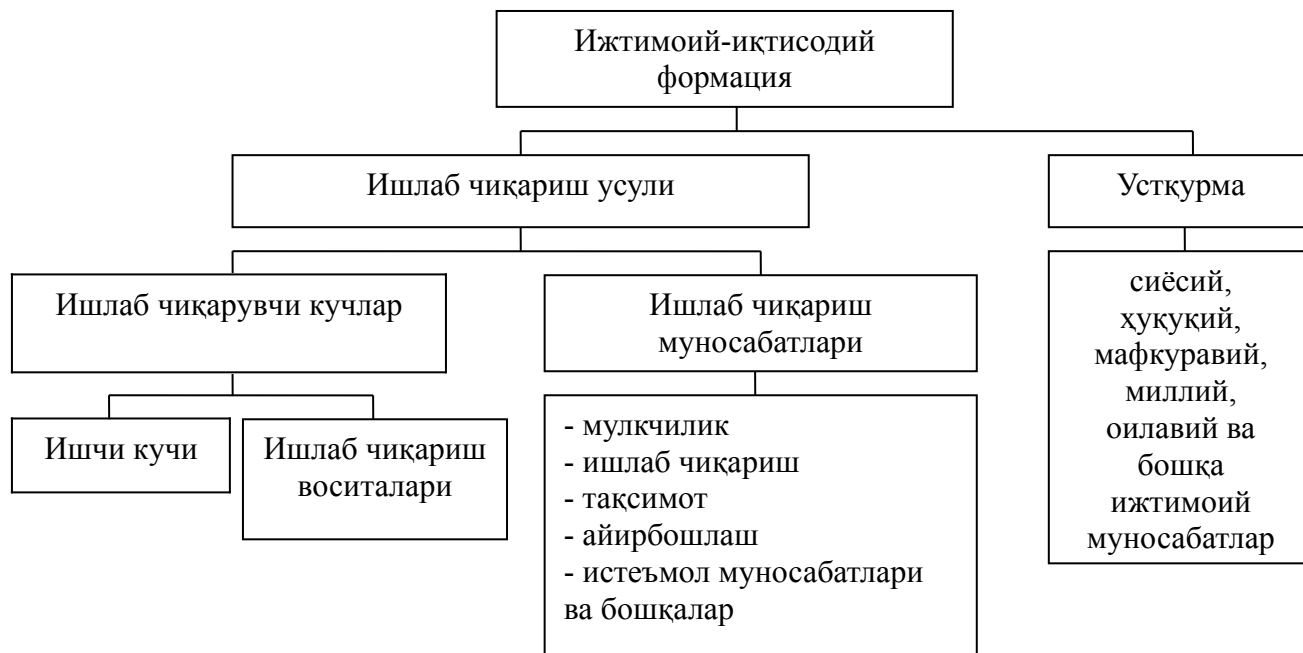 Ижтимоий-иқтисодий
формация
Ишлаб чиқариш усули
Устқурма
Ишлаб чиқарувчи кучлар
Ишлаб чиқариш
муносабатлари
сиёсий,
ҳуқуқий,
мафкуравий,
миллий,
оилавий ва
бошқа
ижтимоий
муносабатлар
Ишчи кучи
Ишлаб чиқариш
воситалари
- мулкчилик
- ишлаб чиқариш
- тақсимот
- айирбошлаш
- истеъмол муносабатлари
ва бошқалар